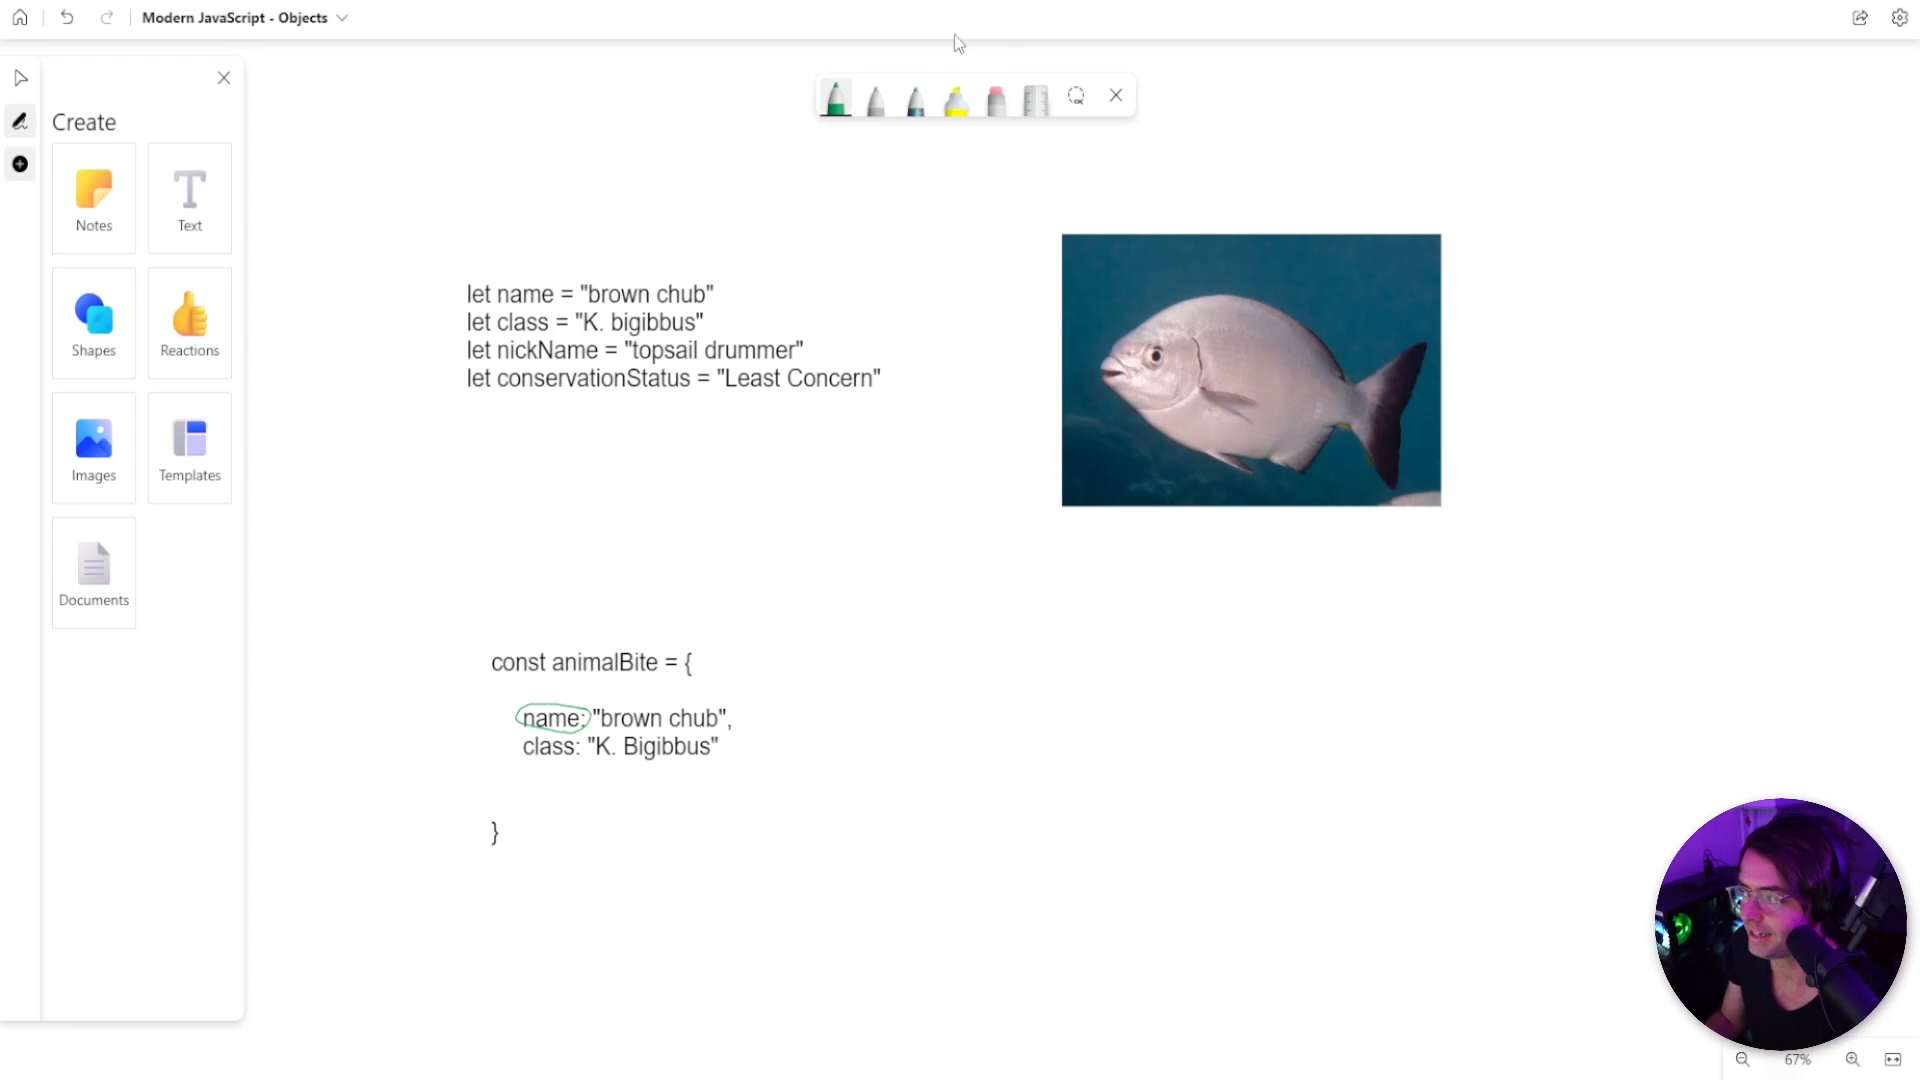 Modern JavaScript - Objects
Create
Notes
Text
Shapes
Reactions
Images
Templates
Documents
let name = "brown chub"
let class = "K. bigibbus"
let nickName = "topsail drummer"
let conservationStatus = "Least Concern"
const animalBite = {
name: "brown chub",
class: "K. Bigibbus"
}
67%